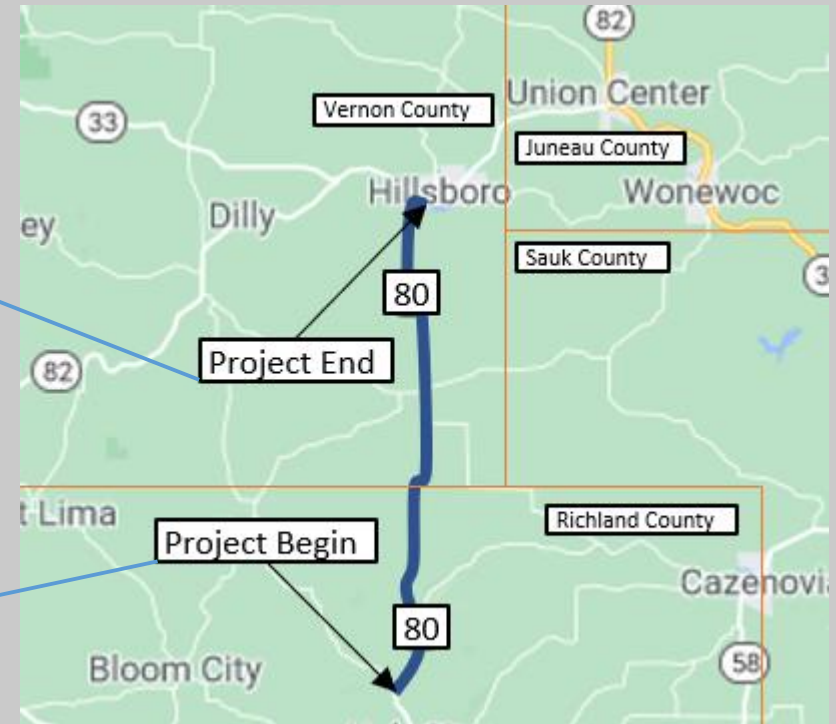 82
Union Center
Vernon County
33
Juneau County
Hillsboro
Wonewoc
Dilly
ey
Sauk County
80
3
Project End
82
t Lima
Richland County
Project Begin
Cazenovi
80
Bloom City
58